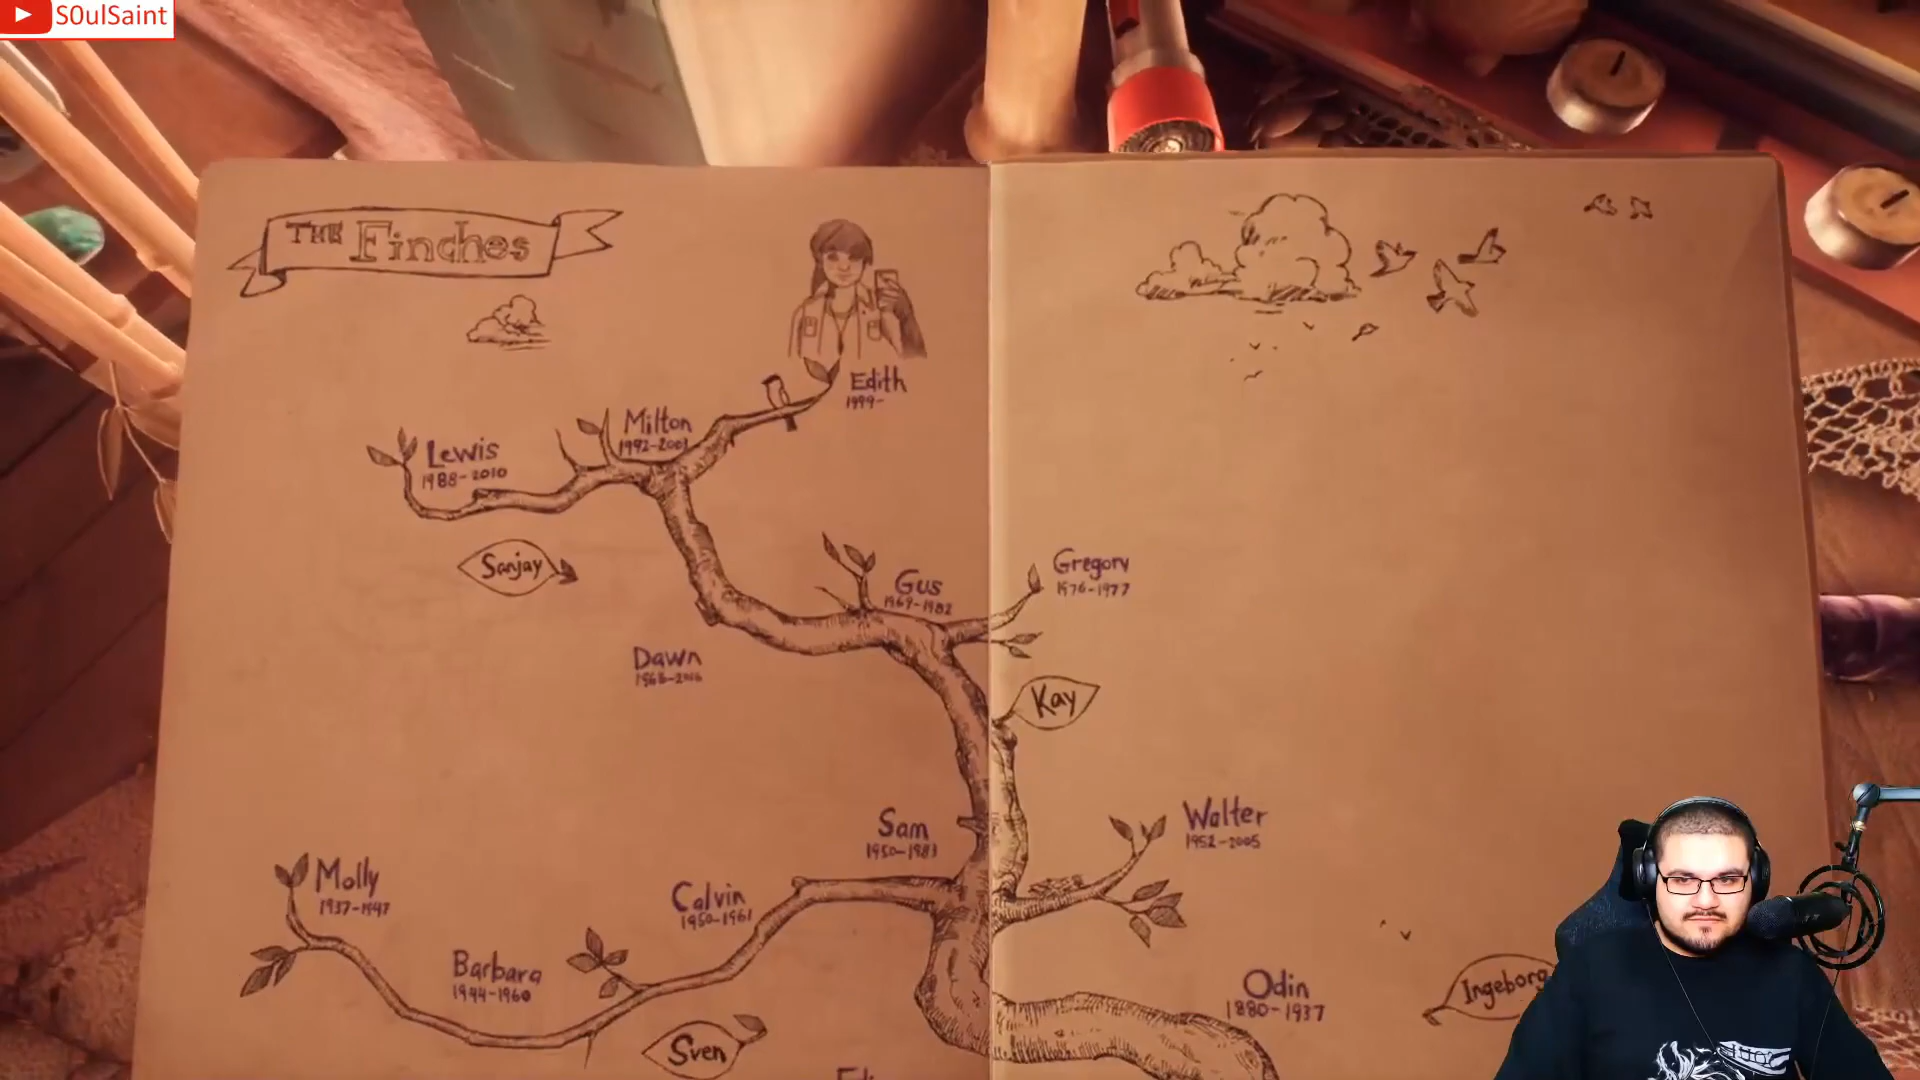 S0ulSaint
THE Finches
Edith
1999-
Milton
1992-2003
Lewis
1988-2010
Sanjay
Gus
1969-1982
Gregory
1976-1977
Dawn
1968-2016
Kay
Sam
1950-1983
Walter
1952-2005
Molly
1937-1947
Calvin
1950-1961
Barbara
1944-1960
Odin
1880-1937
Ingeborg
Sven